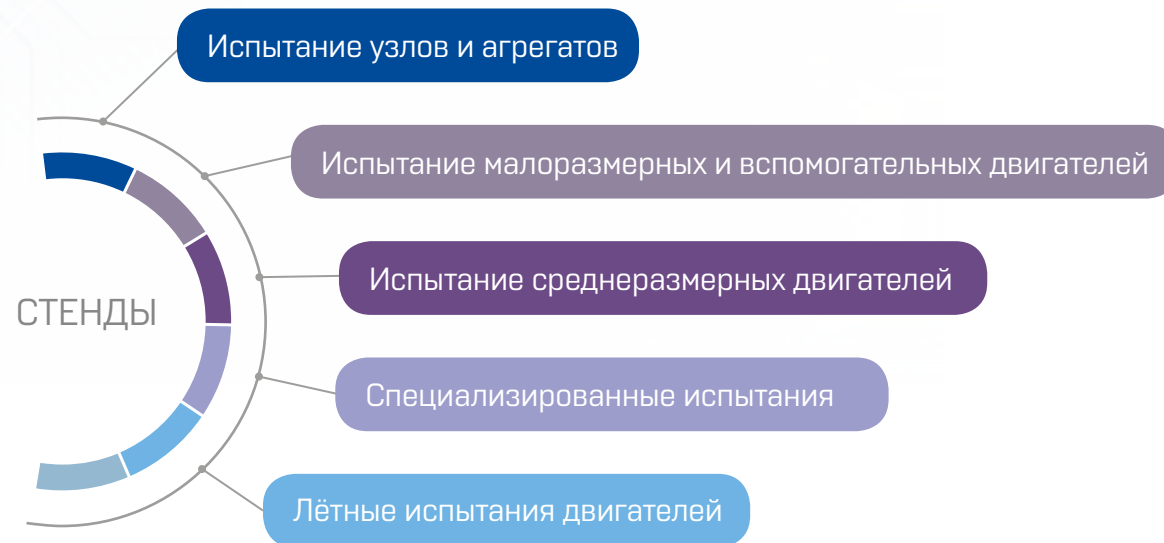 Испытание узлов и агрегатов
Испытание малоразмерных и вспомогательных двигателей
Испытание среднеразмерных двигателей
СТЕНДЫ
Специализированные испытания
Лётные испытания двигателей